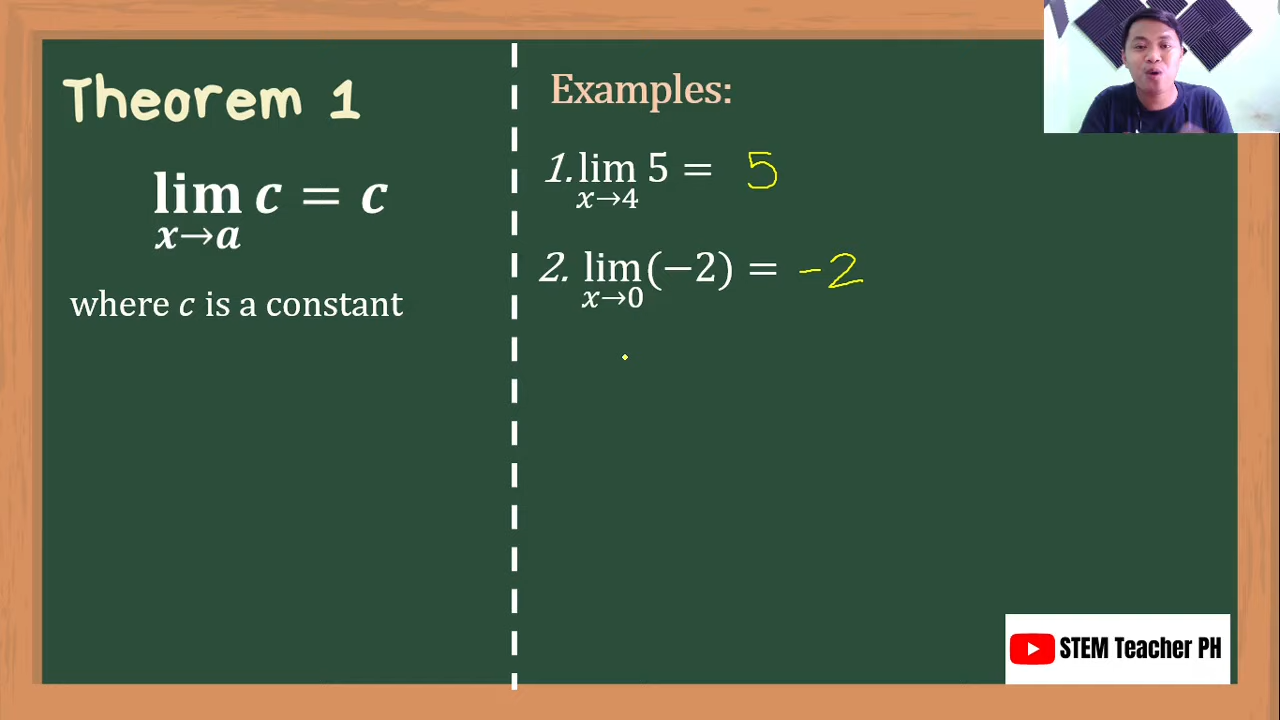 Theorem 1
lim c = c
x→a
where c is a constant
Examples:
1. lim 5 = 5
x→4
2. lim (−2) = -2
x→0
STEM Teacher PH